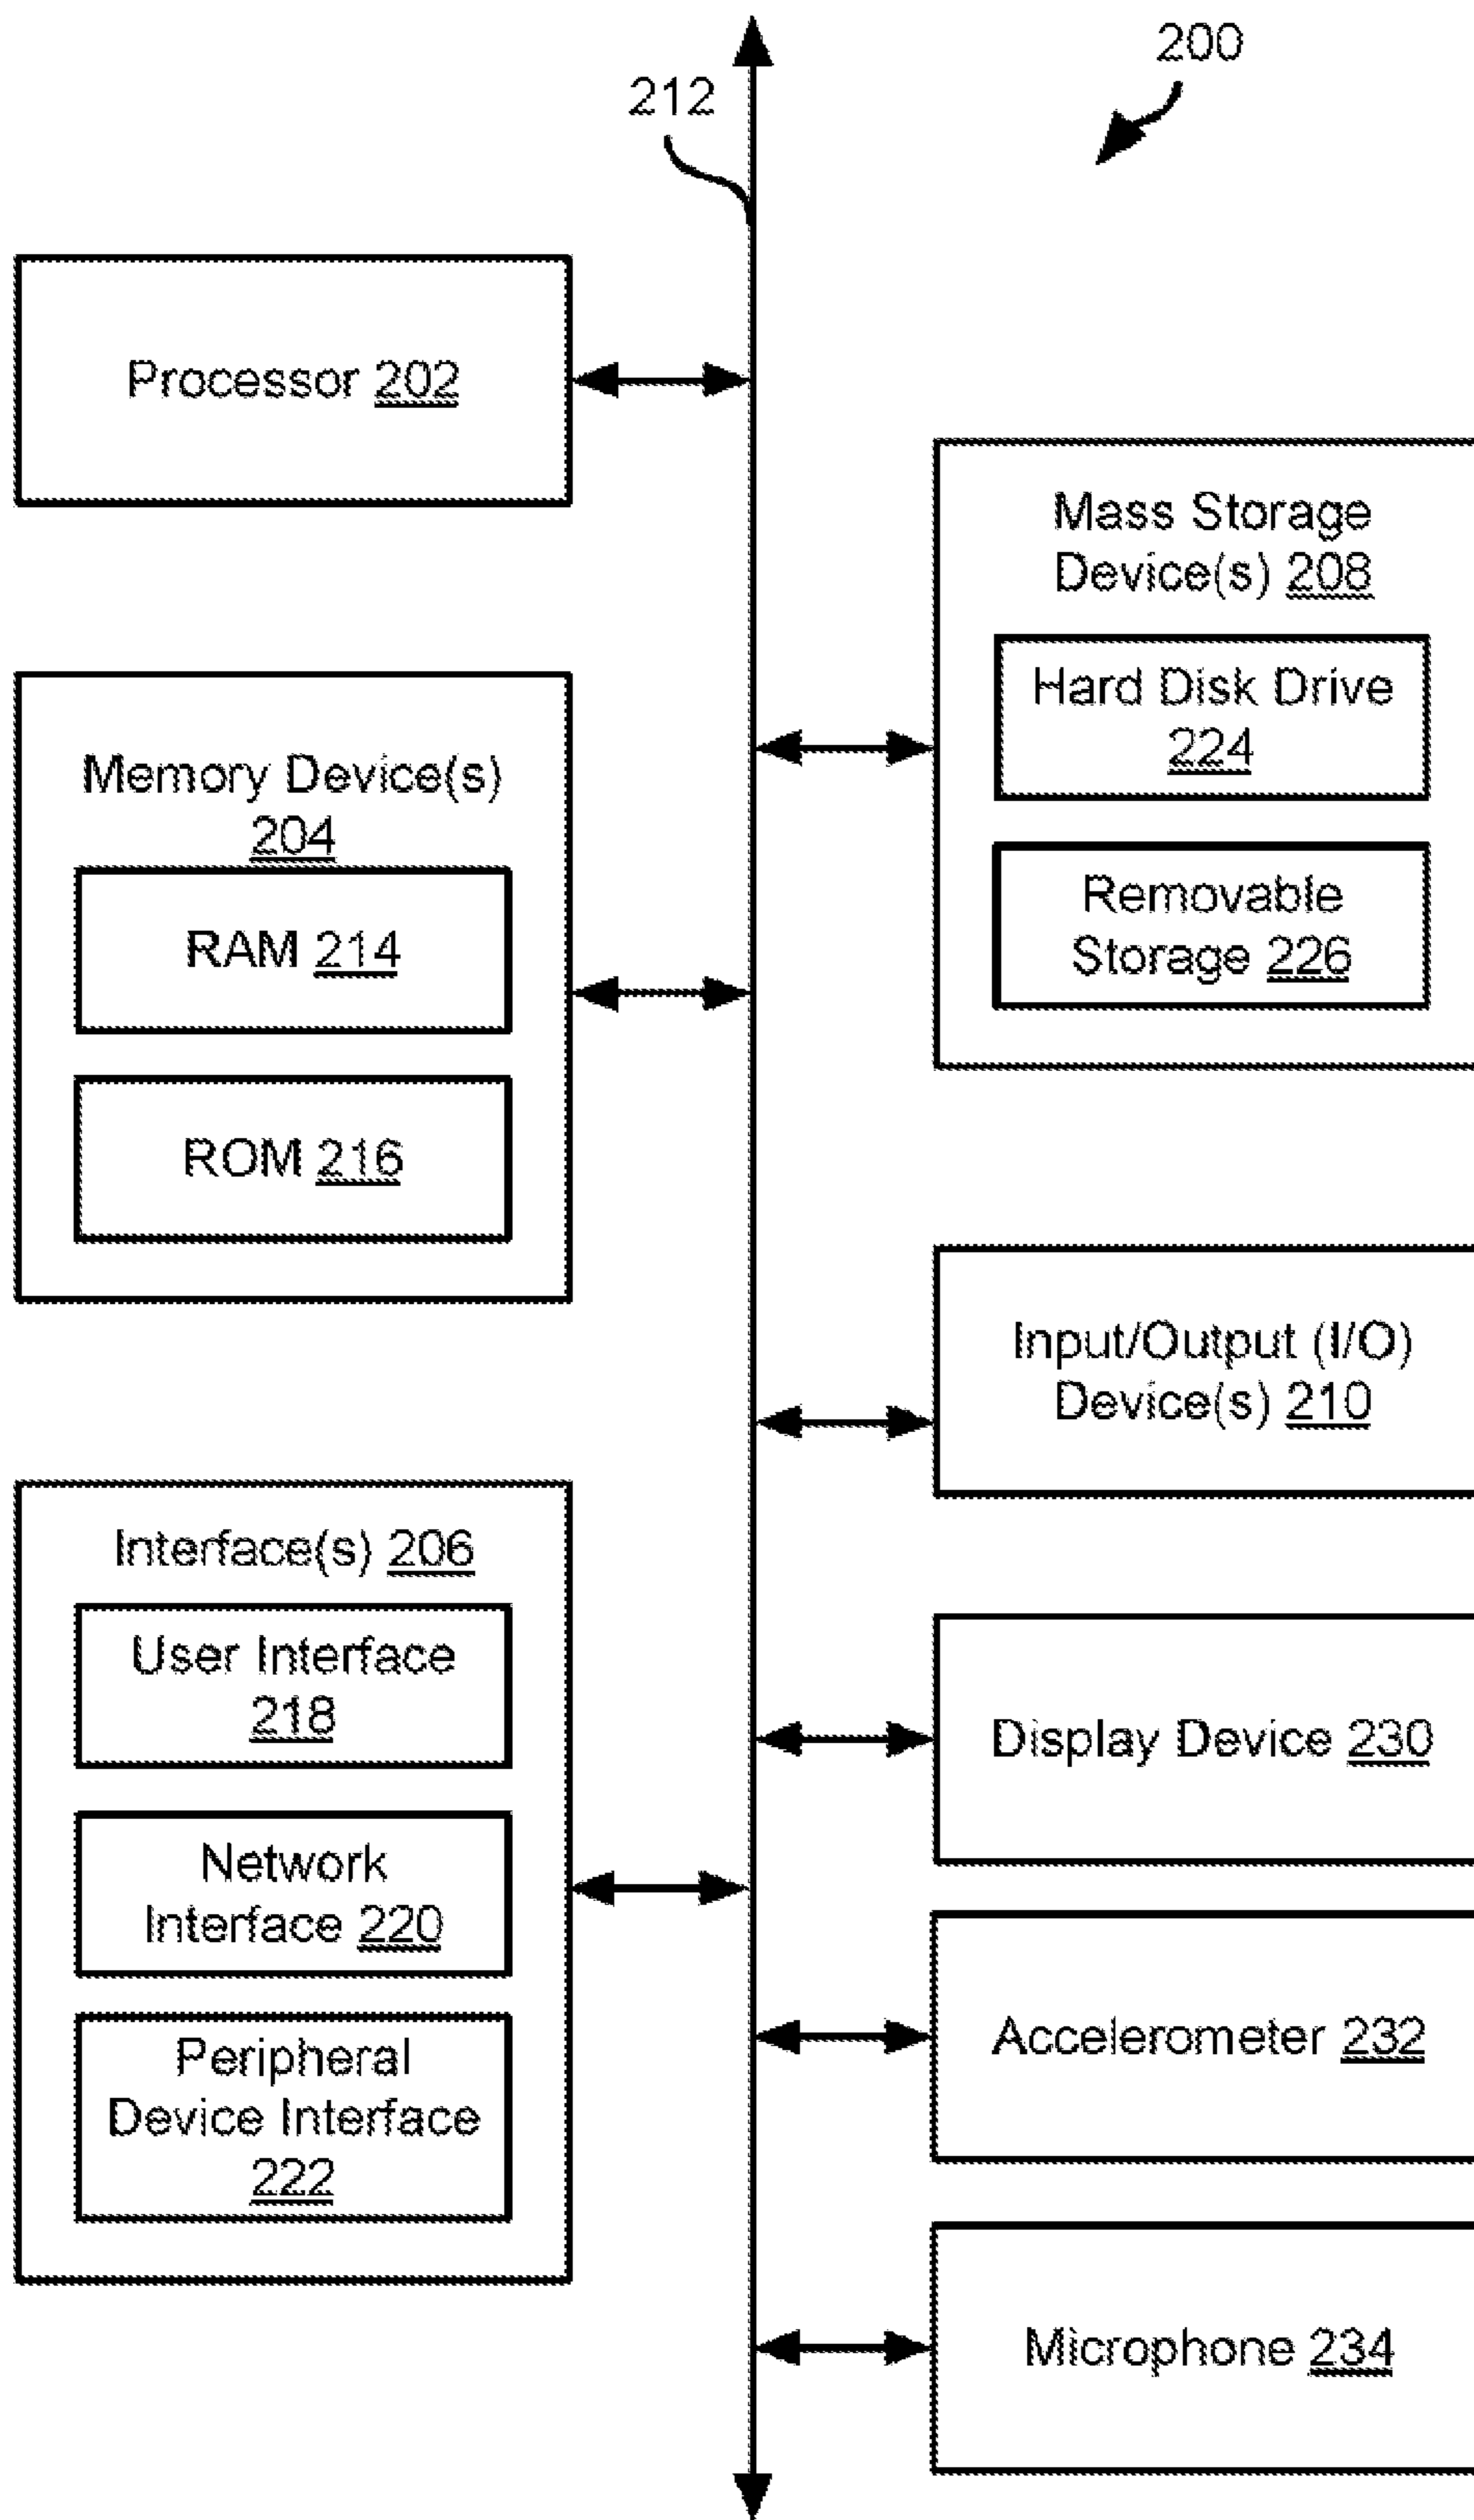 200
212
Processor 202
Mass Storage
Device(s) 208
Hard Disk Drive
224
Removable
Storage 226
Memory Device(s)
204
RAM 214
ROM 216
Input/Output (I/O)
Device(s) 210
Interface(s) 206
User Interface
218
Network
Interface 220
Peripheral
Device Interface
222
Display Device 230
Accelerometer 232
Microphone 234